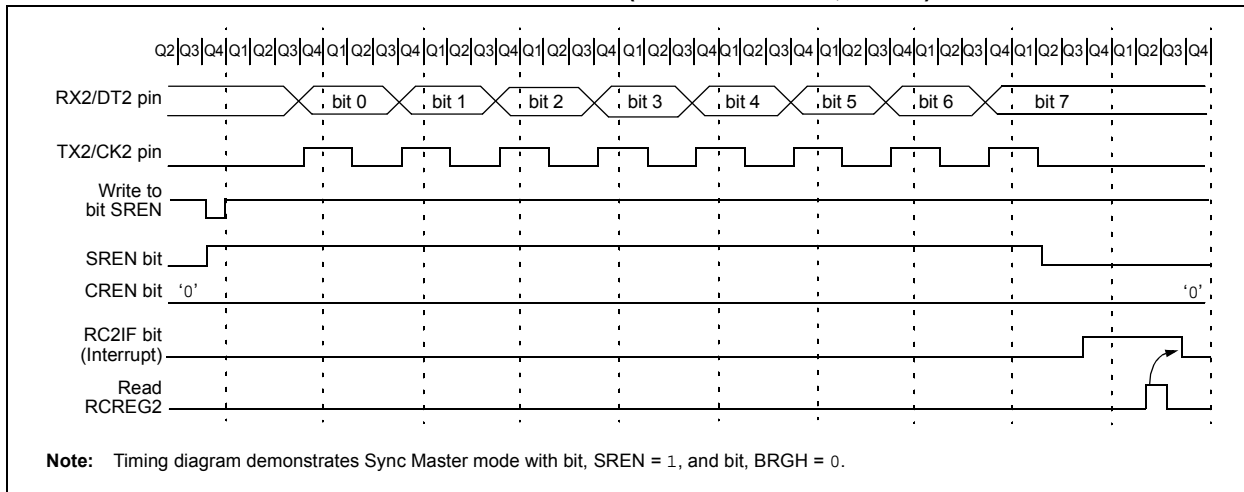 Q2 Q3 Q4 Q1 Q2 Q3 Q4 Q1 Q2 Q3 Q4 Q1 Q2 Q3 Q4 Q1 Q2 Q3 Q4 Q1 Q2 Q3 Q4 Q1 Q2 Q3 Q4 Q1 Q2 Q3 Q4 Q1 Q2 Q3 Q4 Q1 Q2 Q3 Q4 Q1 Q2 Q3 Q4
RX2/DT2 pin bit 0 bit 1 bit 2 bit 3 bit 4 bit 5 bit 6 bit 7
TX2/CK2 pin
Write to
bit SREN
SREN bit
CREN bit '0' '0'
RC2IF bit
(Interrupt)
Read
RCREG2
Note: Timing diagram demonstrates Sync Master mode with bit, SREN = 1, and bit, BRGH = 0.